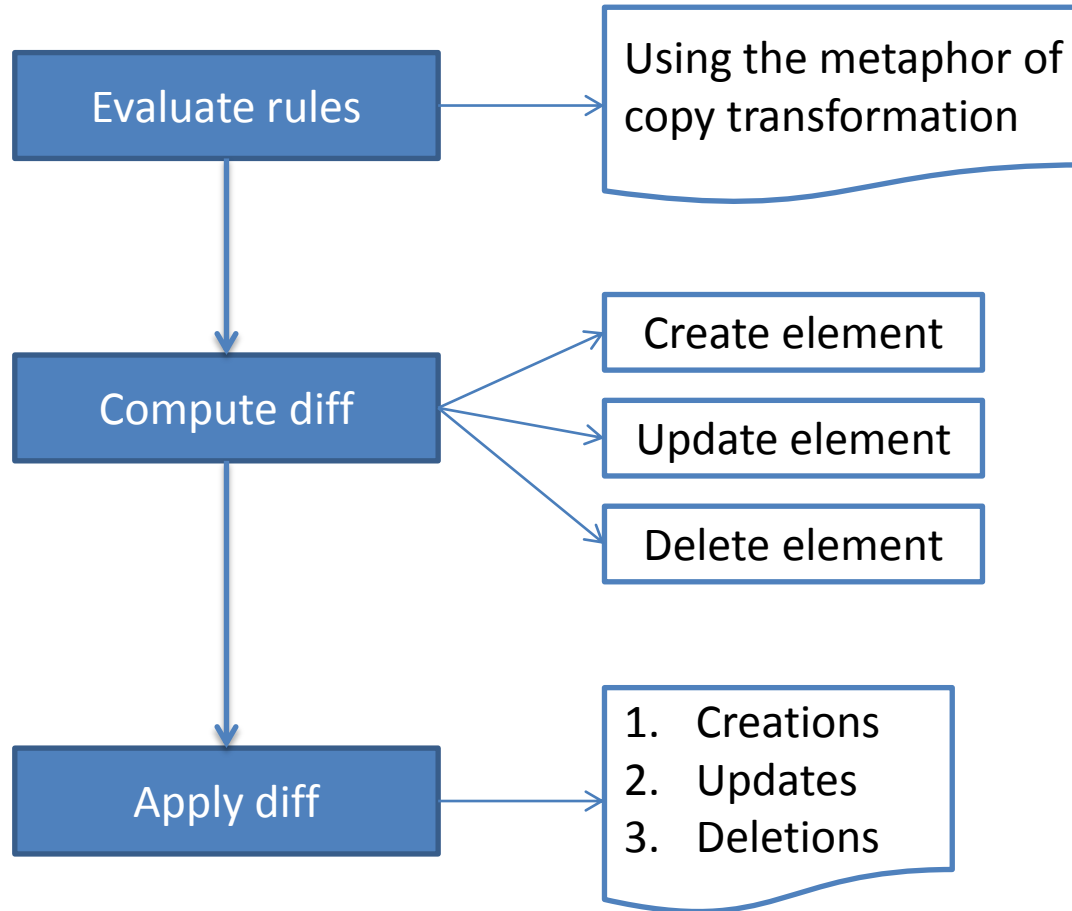 Evaluate rules
Using the metaphor of
copy transformation
Compute diff
Create element
Update element
Delete element
Apply diff
1. Creations
2. Updates
3. Deletions